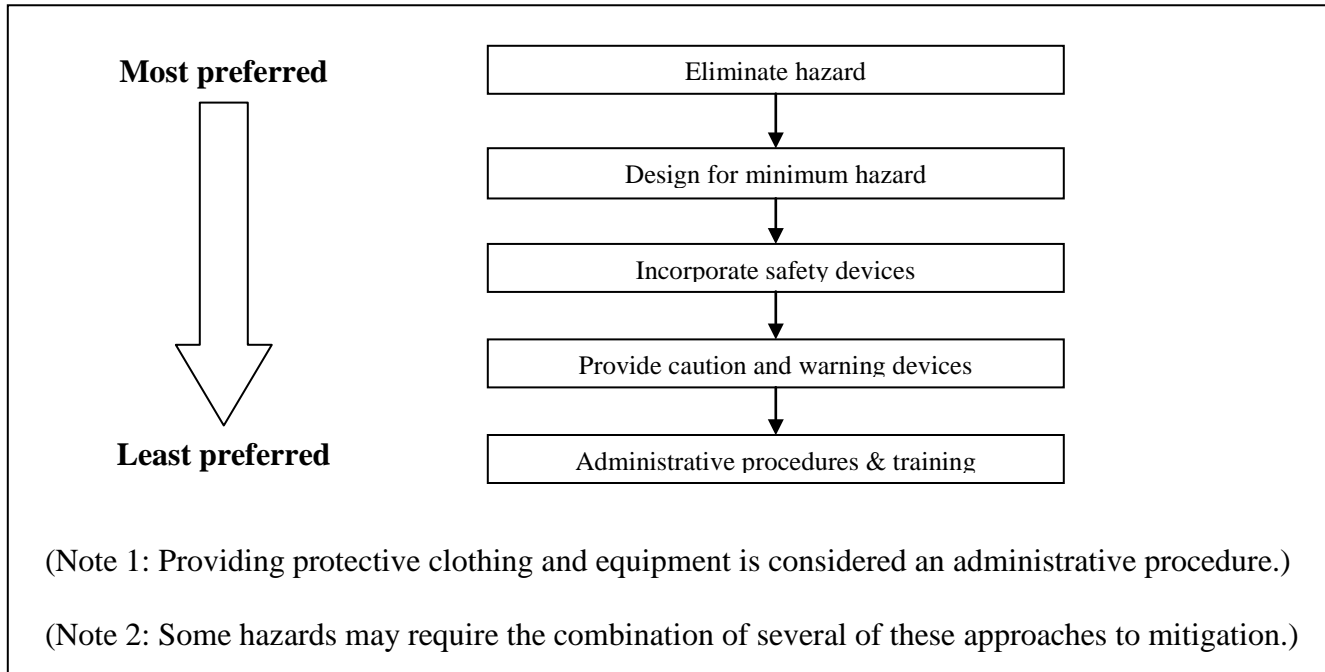 Most preferred
Eliminate hazard
Design for minimum hazard
Incorporate safety devices
Provide caution and warning devices
Least preferred
Administrative procedures & training
(Note 1: Providing protective clothing and equipment is considered an administrative procedure.)
(Note 2: Some hazards may require the combination of several of these approaches to mitigation.)